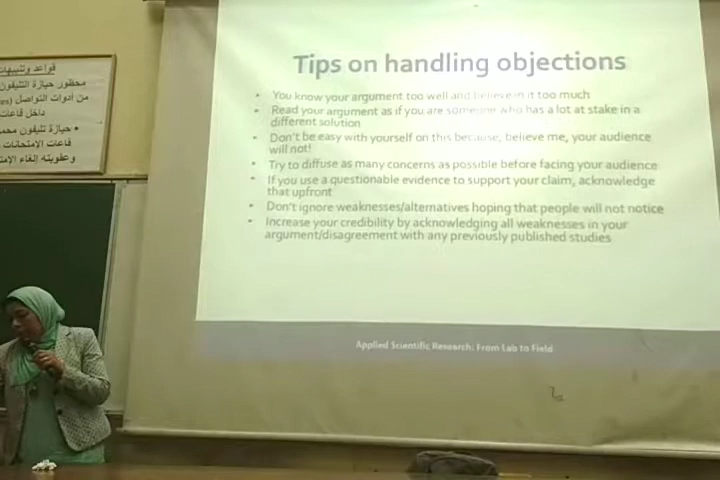 قواعد وتنبيهات
محظور حيازة التليفون
من أدوات التواصل
داخل قاعات
• حيازة تليفون محمو
قاعات الإمتحانات
وعقوبته إلغاء الإمت
Tips on handling objections
• You know your argument too well and believe in it too much
• Read your argument as if you are someone who has a lot at stake in a
different solution
• Don't be easy with yourself on this because, believe me, your audience
will not!
• Try to diffuse as many concerns as possible before facing your audience
• If you use a questionable evidence to support your claim, acknowledge
that upfront
• Don't ignore weaknesses/alternatives hoping that people will not notice
• Increase your credibility by acknowledging all weaknesses in your
argument/disagreement with any previously published studies
Applied Scientific Research: From Lab to Field